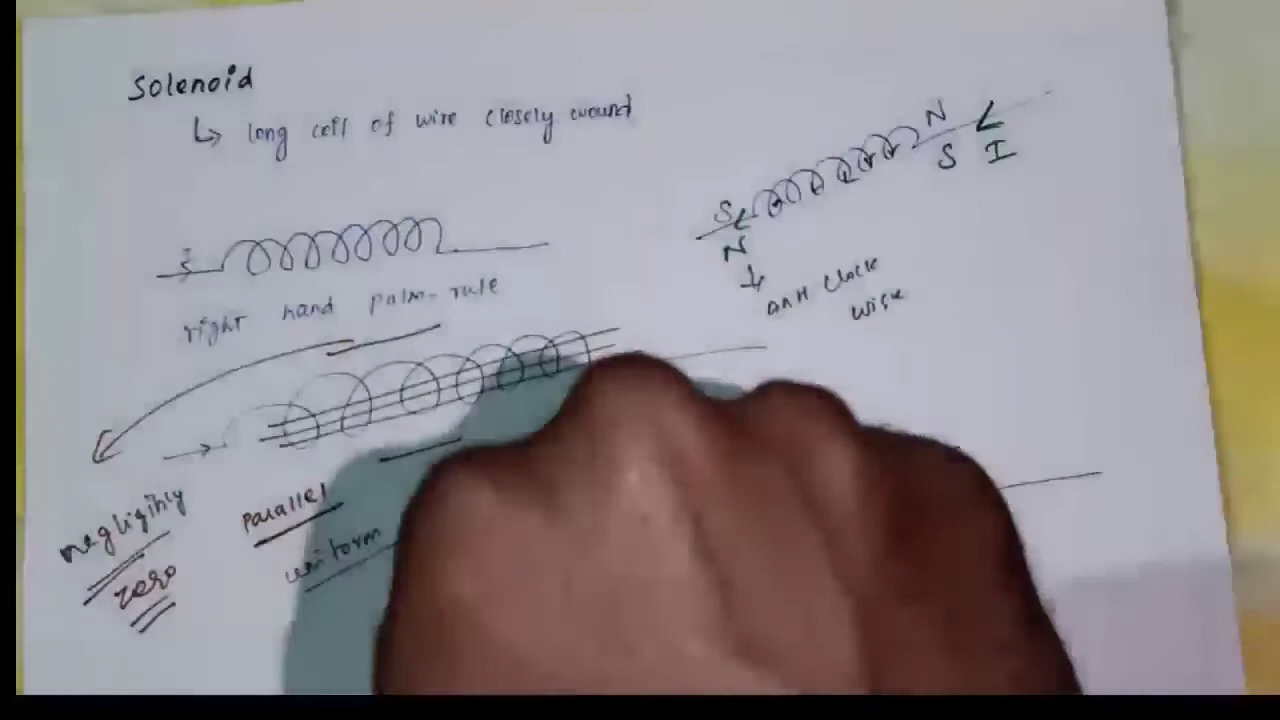 Solenoid
↳ long coil of wire closely wound
N
S I
S
N
anti clock
wise
right hand palm-rule
negligibly
zero
parallel
uniform